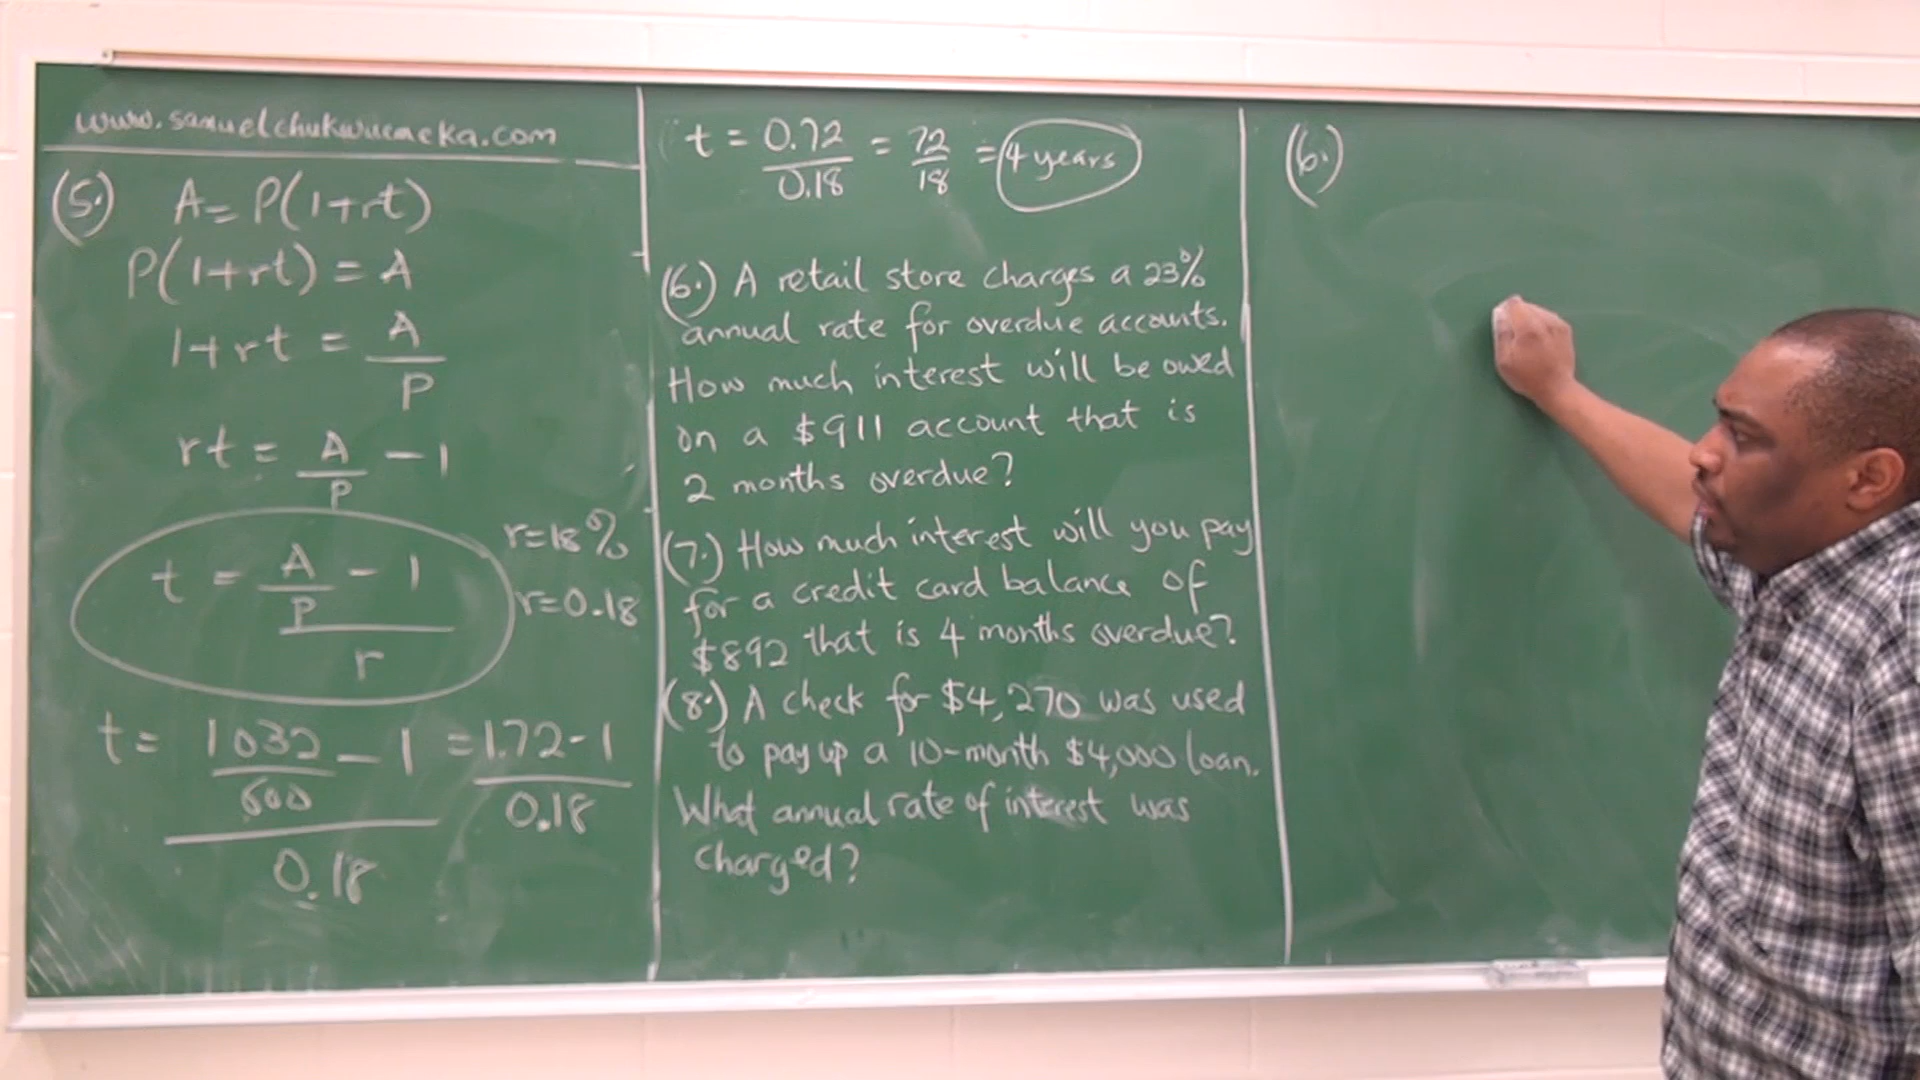 www.samuelchukwuemeka.com
(5.) A = P(1+rt)
P(1+rt) = A
1+rt = A/P
rt = A/P - 1
r=18%
t = (A/P - 1)/r
r=0.18
t = (1032/600 - 1)/0.18 = (1.72-1)/0.18
t = 0.72/0.18 = 72/18 = 4 years
(6.) A retail store charges a 23%
annual rate for overdue accounts.
How much interest will be owed
on a $911 account that is
2 months overdue?
(7.) How much interest will you pay
for a credit card balance of
$892 that is 4 months overdue?
(8.) A check for $4,270 was used
to pay up a 10-month $4,000 loan.
What annual rate of interest was
charged?
(6.)